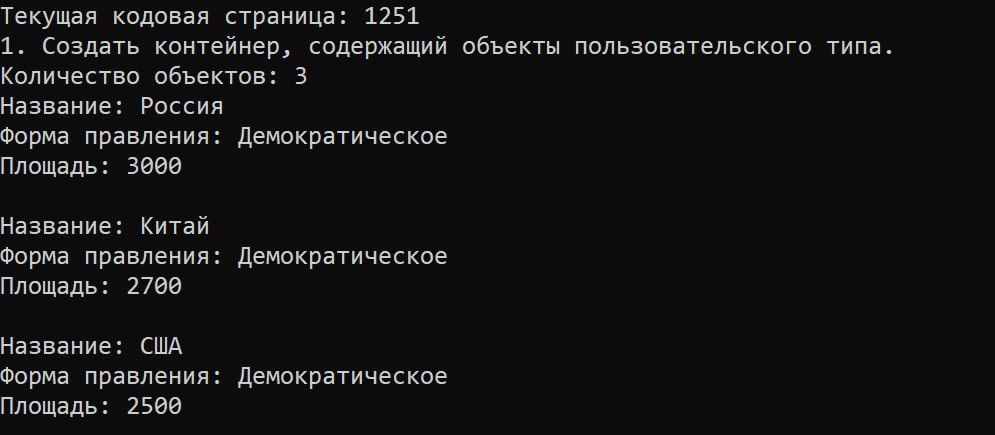 Текущая кодовая страница: 1251
1. Создать контейнер, содержащий объекты пользовательского типа.
Количество объектов: 3
Название: Россия
Форма правления: Демократическое
Площадь: 3000
Название: Китай
Форма правления: Демократическое
Площадь: 2700
Название: США
Форма правления: Демократическое
Площадь: 2500